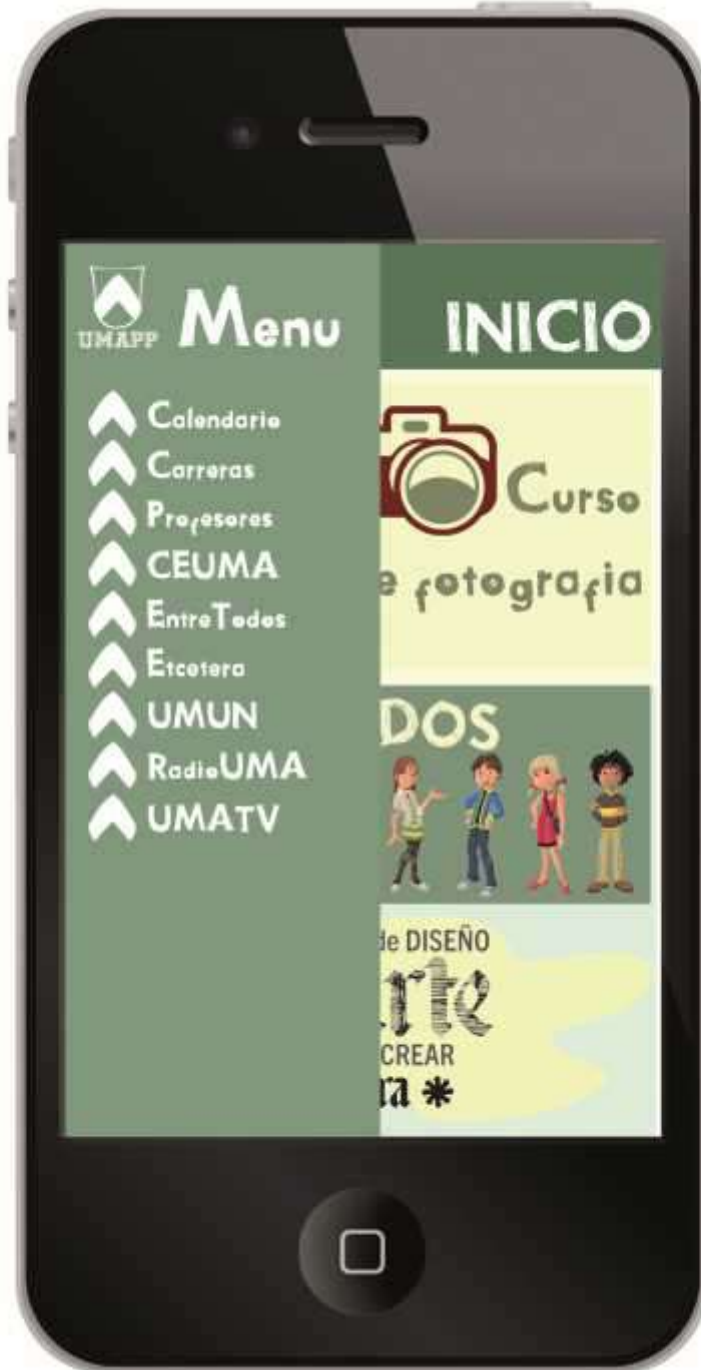 UMAPP
Menu
INICIO
Calendario
Carreras
Profesores
CEUMA
EntreTodos
Etcetera
UMUN
RadioUMA
UMATV
Curso
e fotografia
DOS
de DISEÑO
rte
CREAR
ra *